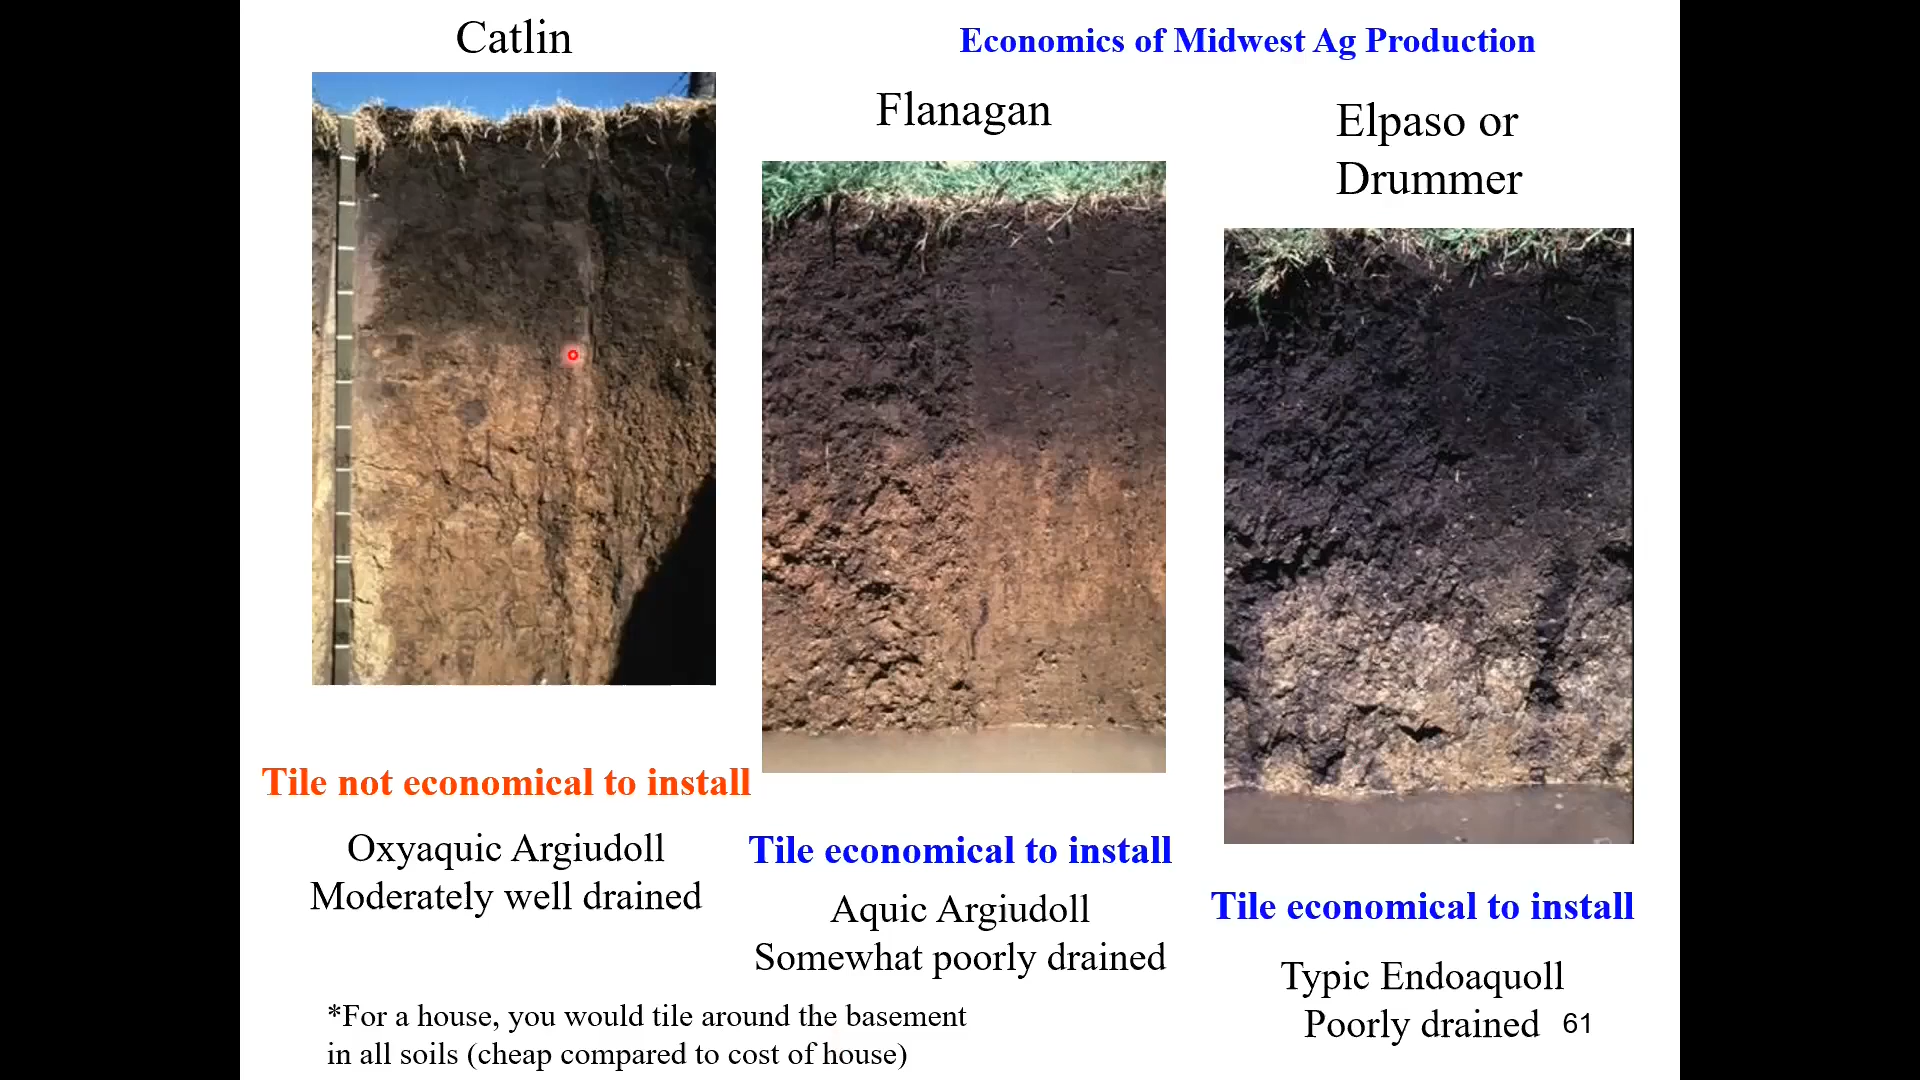 Catlin
Economics of Midwest Ag Production
Flanagan
Elpaso or
Drummer
Tile not economical to install
Oxyaquic Argiudoll
Moderately well drained
Tile economical to install
Aquic Argiudoll
Somewhat poorly drained
Tile economical to install
Typic Endoaquoll
Poorly drained
*For a house, you would tile around the basement
in all soils (cheap compared to cost of house)
61